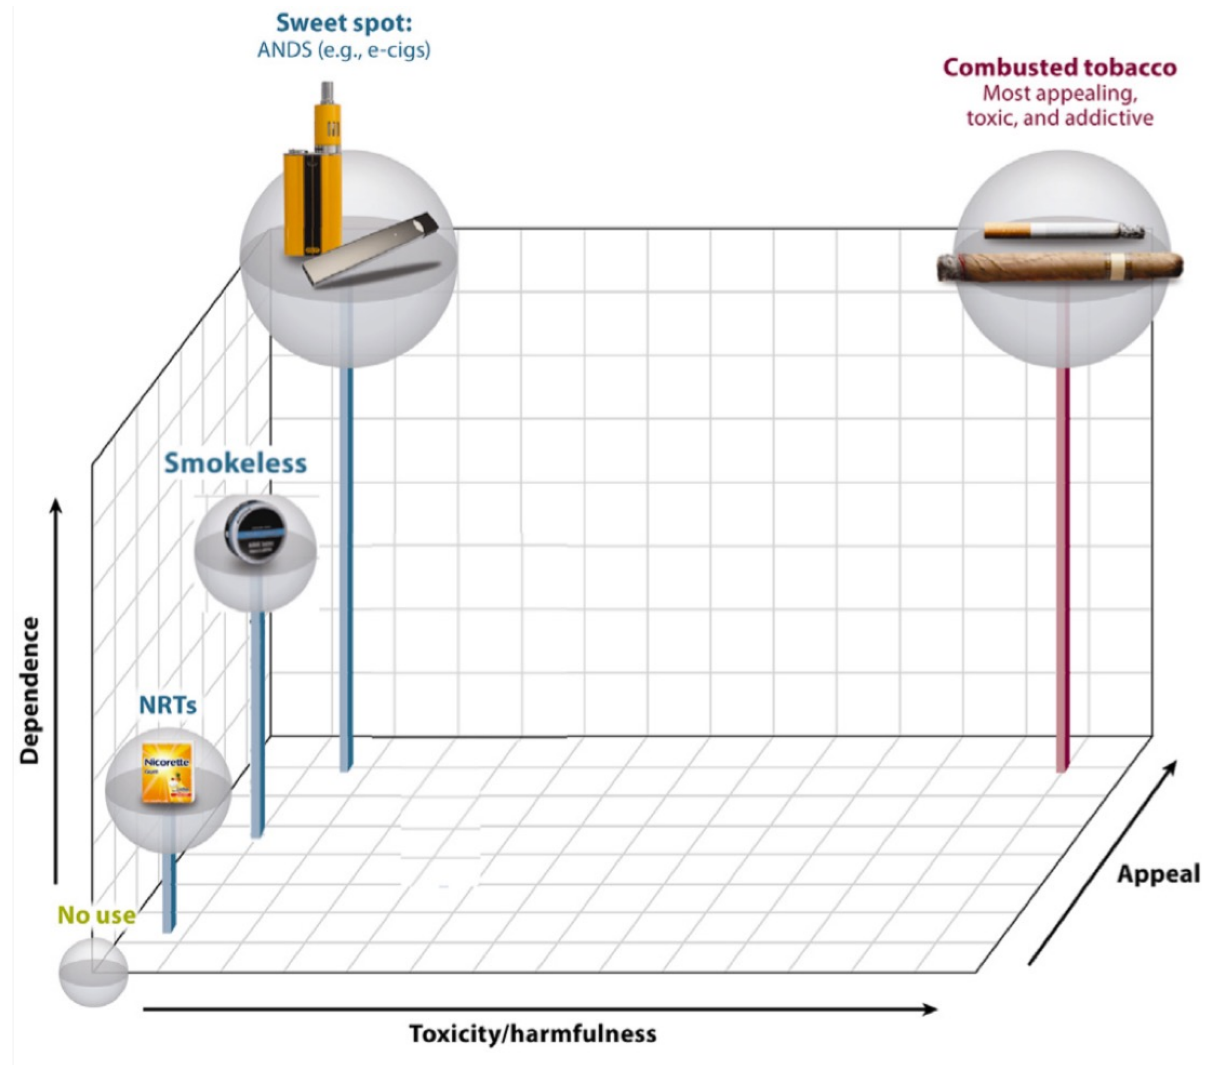 Sweet spot:
ANDS (e.g., e-cigs)
Combusted tobacco
Most appealing,
toxic, and addictive
Smokeless
NRTs
Nicorette
No use
Dependence
Appeal
Toxicity/harmfulness